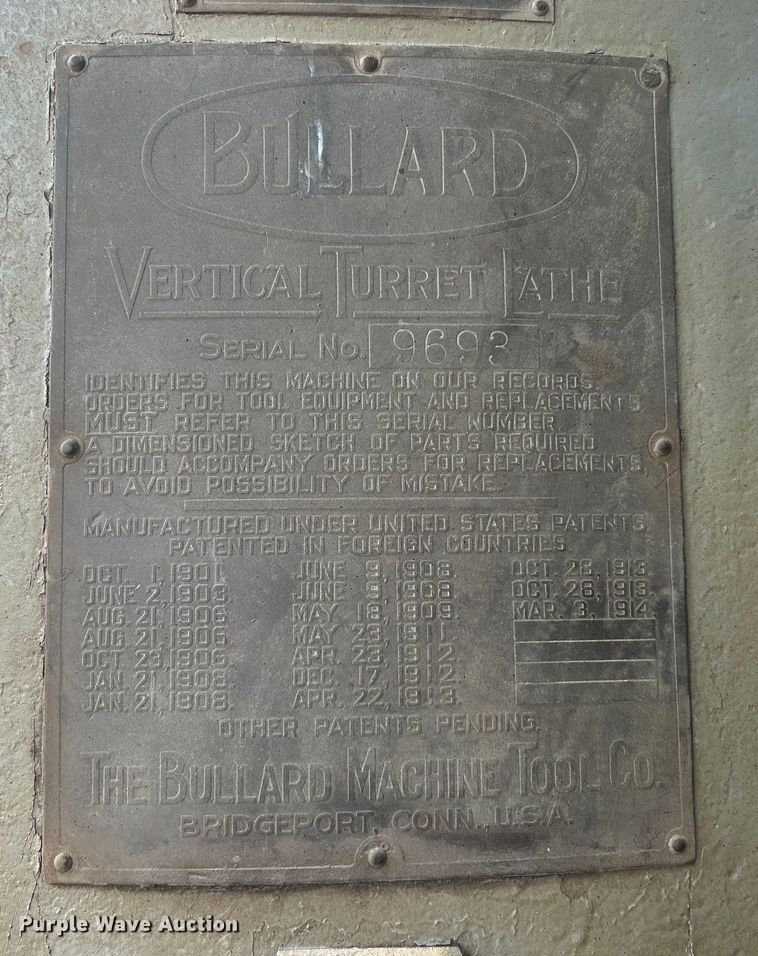 BULLARD
VERTICAL TURRET LATHE
SERIAL NO. 9693
IDENTIFIES THIS MACHINE ON OUR RECORDS
ORDERS FOR TOOL EQUIPMENT AND REPLACEMENTS
MUST REFER TO THIS SERIAL NUMBER
A DIMENSIONED SKETCH OF PARTS REQUIRED
SHOULD ACCOMPANY ORDERS FOR REPLACEMENTS,
TO AVOID POSSIBILITY OF MISTAKE.
MANUFACTURED UNDER UNITED STATES PATENTS.
PATENTED IN FOREIGN COUNTRIES
OCT. 1, 1901 JUNE 9, 1908 OCT. 28, 1913
JUNE 2, 1903 JUNE 9, 1908 OCT 28, 1913.
AUG. 21, 1906 MAY 18, 1909. MAR. 3, 1914
AUG 21, 1906 MAY 23, 1911.
OCT 23, 1906. APR. 23, 1912.
JAN. 21, 1908. DEC. 17, 1912.
JAN. 21, 1908. APR. 22, 1913.
OTHER PATENTS PENDING.
THE BULLARD MACHINE TOOL CO.
BRIDGEPORT, CONN., U.S.A.
Purple Wave Auction